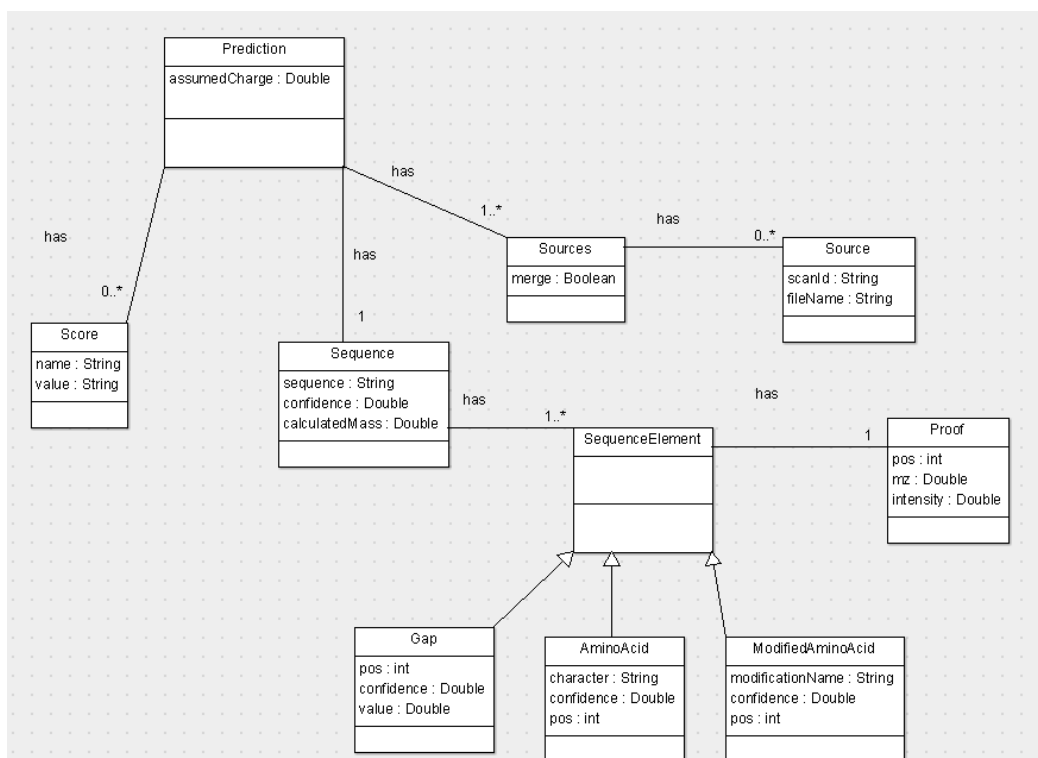 Prediction
assumedCharge : Double
has
1..*
has
0..*
has
0..*
has
1
Sources
merge : Boolean
Source
scanId : String
fileName : String
Score
name : String
value : String
Sequence
sequence : String
confidence : Double
calculatedMass : Double
has
1..*
has
1
SequenceElement
Proof
pos : int
mz : Double
intensity : Double
Gap
pos : int
confidence : Double
value : Double
AminoAcid
character : String
confidence : Double
pos : int
ModifiedAminoAcid
modificationName : String
confidence : Double
pos : int